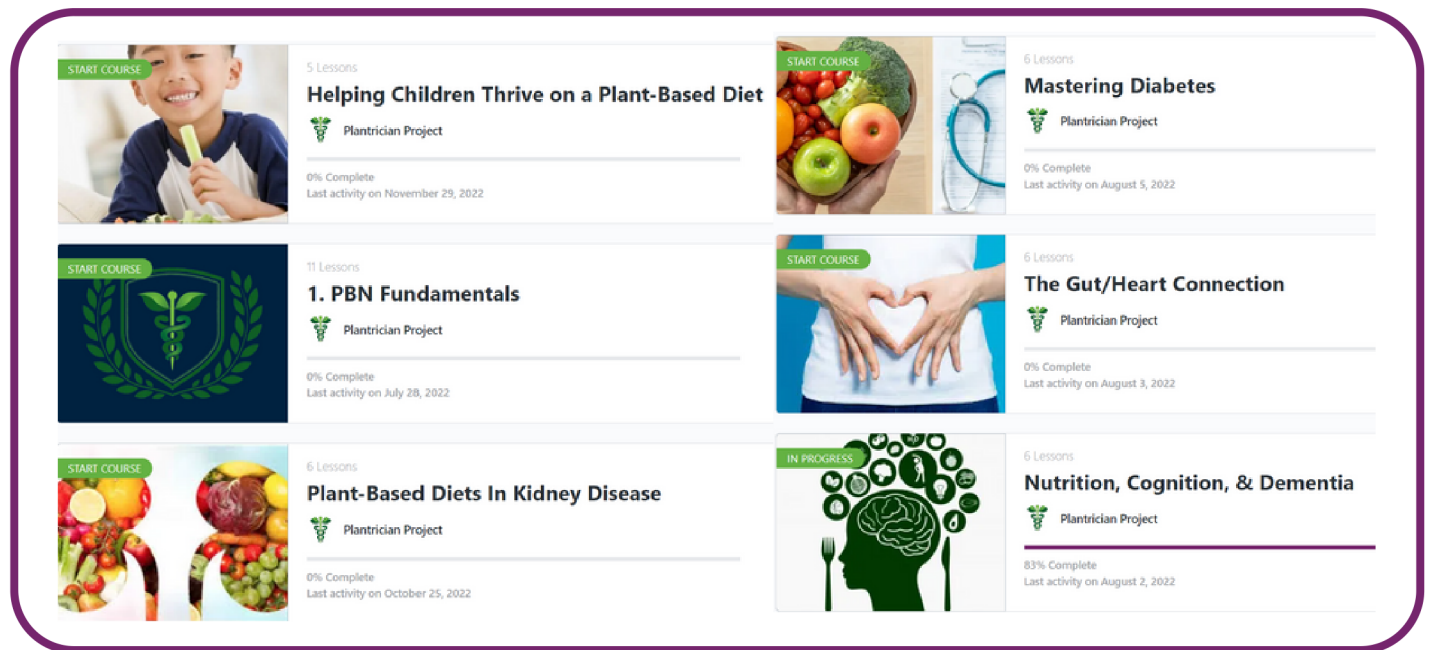 START COURSE
5 Lessons
Helping Children Thrive on a Plant-Based Diet
Plantrician Project
0% Complete
Last activity on November 29, 2022
START COURSE
11 Lessons
1. PBN Fundamentals
Plantrician Project
0% Complete
Last activity on July 28, 2022
START COURSE
6 Lessons
Plant-Based Diets In Kidney Disease
Plantrician Project
0% Complete
Last activity on October 25, 2022
START COURSE
6 Lessons
Mastering Diabetes
Plantrician Project
0% Complete
Last activity on August 5, 2022
START COURSE
6 Lessons
The Gut/Heart Connection
Plantrician Project
0% Complete
Last activity on August 3, 2022
IN PROGRESS
6 Lessons
Nutrition, Cognition, & Dementia
Plantrician Project
83% Complete
Last activity on August 2, 2022